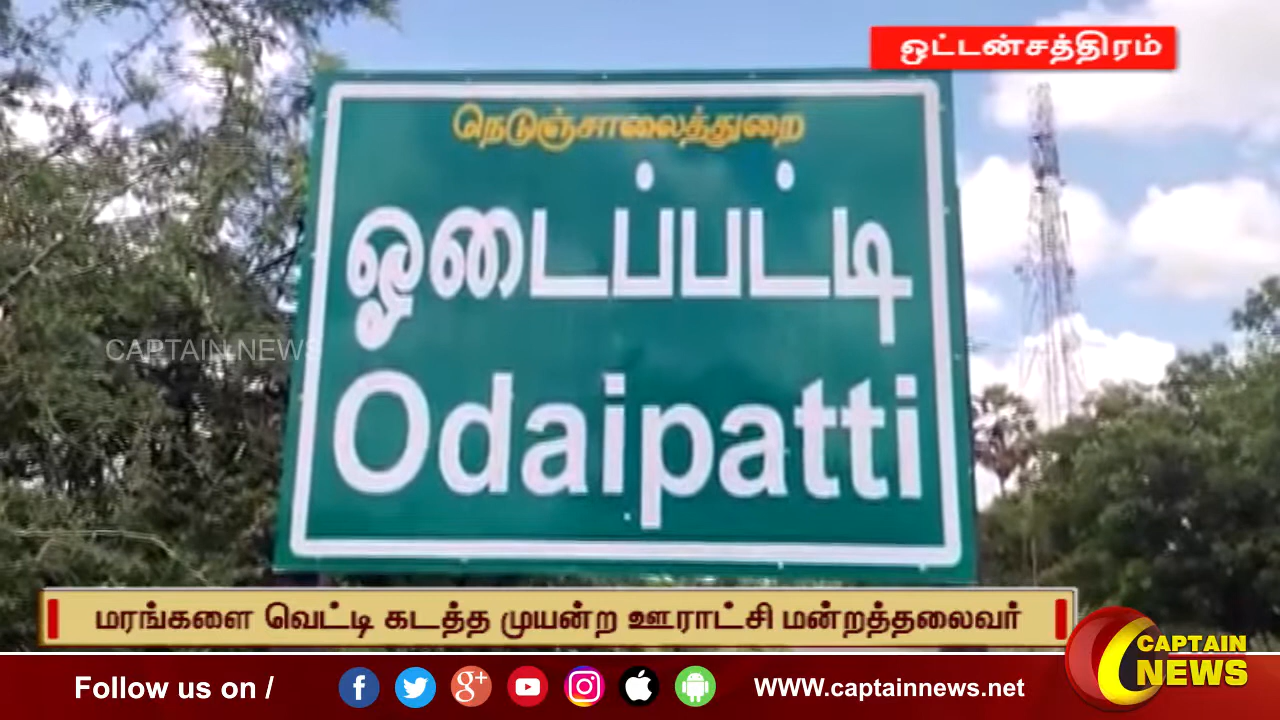 ஒட்டன்சத்திரம்
நெடுஞ்சாலைத்துறை
ஓடைப்பட்டி
CAPTAIN NEWS
Odaipatti
மரங்களை வெட்டி கடத்த முயன்ற ஊராட்சி மன்றத்தலைவர்
CAPTAIN
NEWS
Follow us on / WWW.captainnews.net